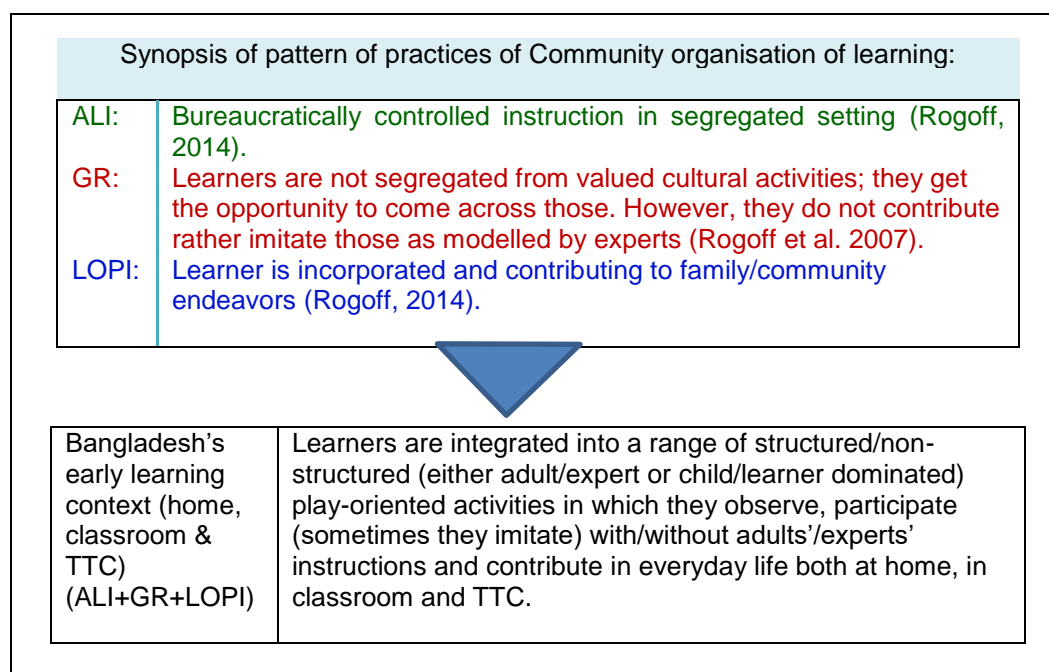 Synopsis of pattern of practices of Community organisation of learning:
ALI: Bureaucratically controlled instruction in segregated setting (Rogoff,
2014).
GR: Learners are not segregated from valued cultural activities; they get
the opportunity to come across those. However, they do not contribute
rather imitate those as modelled by experts (Rogoff et al. 2007).
LOPI: Learner is incorporated and contributing to family/community
endeavors (Rogoff, 2014).
Bangladesh’s
early learning
context (home,
classroom &
TTC)
(ALI+GR+LOPI)
Learners are integrated into a range of structured/non-
structured (either adult/expert or child/learner dominated)
play-oriented activities in which they observe, participate
(sometimes they imitate) with/without adults’/experts’
instructions and contribute in everyday life both at home, in
classroom and TTC.